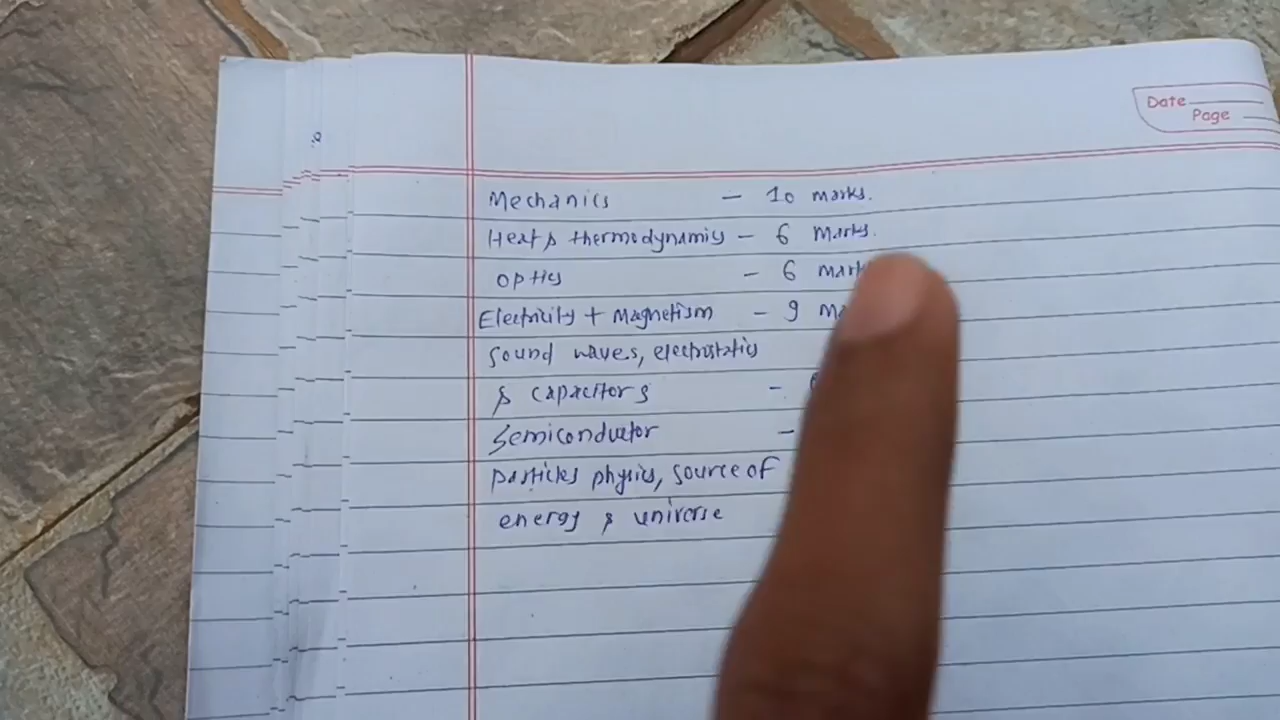 Date
Page
Mechanics - 10 marks.
Heat & thermodynamics - 6 marks.
optics - 6
Electricity + Magnetism - 9
sound waves, electrostatics
& capacitors -
Semiconductor -
particles physics, source of
energy & universe